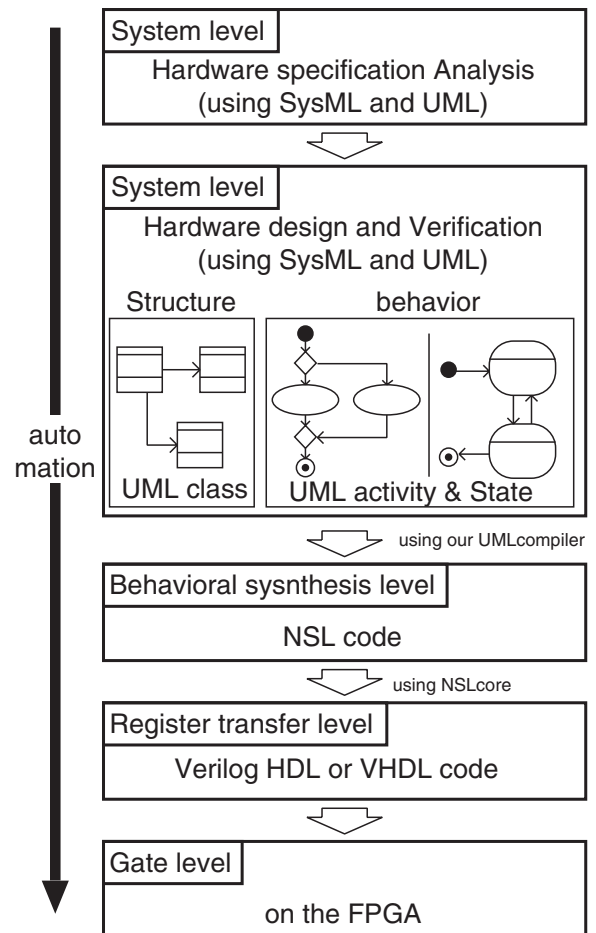 System level
Hardware specification Analysis
(using SysML and UML)
System level
Hardware design and Verification
(using SysML and UML)
Structure
behavior
UML class
UML activity & State
auto
mation
using our UMLcompiler
Behavioral sysnthesis level
NSL code
using NSLcore
Register transfer level
Verilog HDL or VHDL code
Gate level
on the FPGA